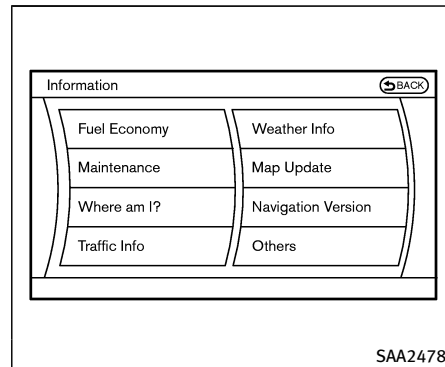 Information
BACK
Fuel Economy
Weather Info
Maintenance
Map Update
Where am I?
Navigation Version
Traffic Info
Others
SAA2478